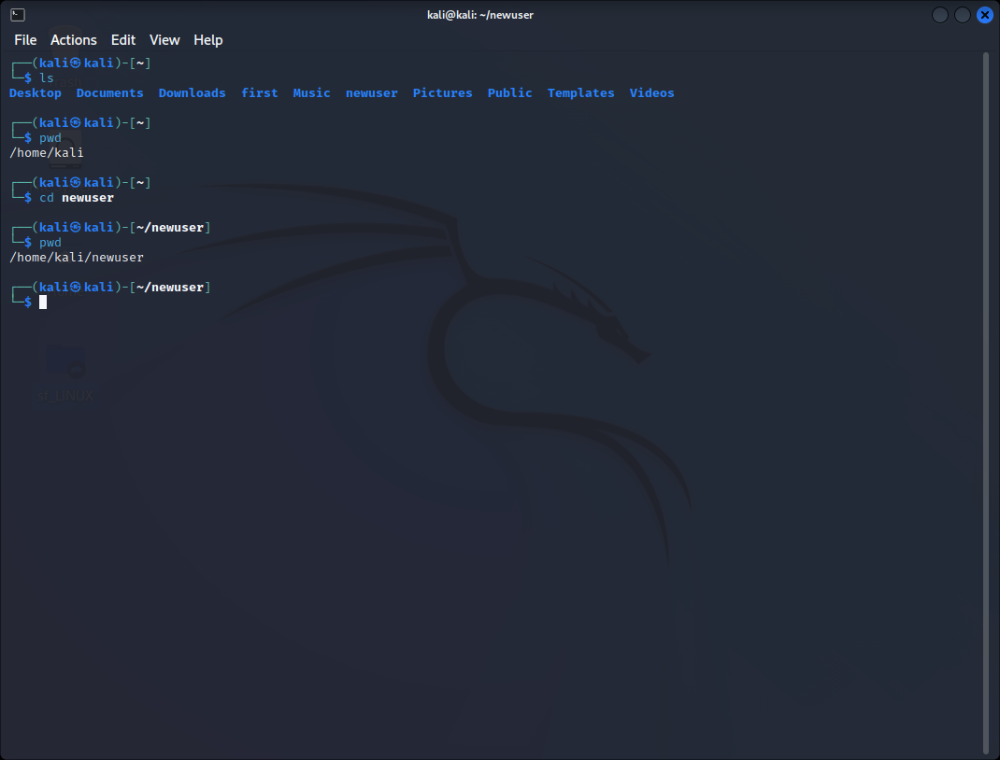 kali@kali: ~/newuser
File Actions Edit View Help
┌──(kali㉿kali)-[~]
└─$ ls
Desktop Documents Downloads first Music newuser Pictures Public Templates Videos
┌──(kali㉿kali)-[~]
└─$ pwd
/home/kali
┌──(kali㉿kali)-[~]
└─$ cd newuser
┌──(kali㉿kali)-[~/newuser]
└─$ pwd
/home/kali/newuser
┌──(kali㉿kali)-[~/newuser]
└─$
sf_LINUX